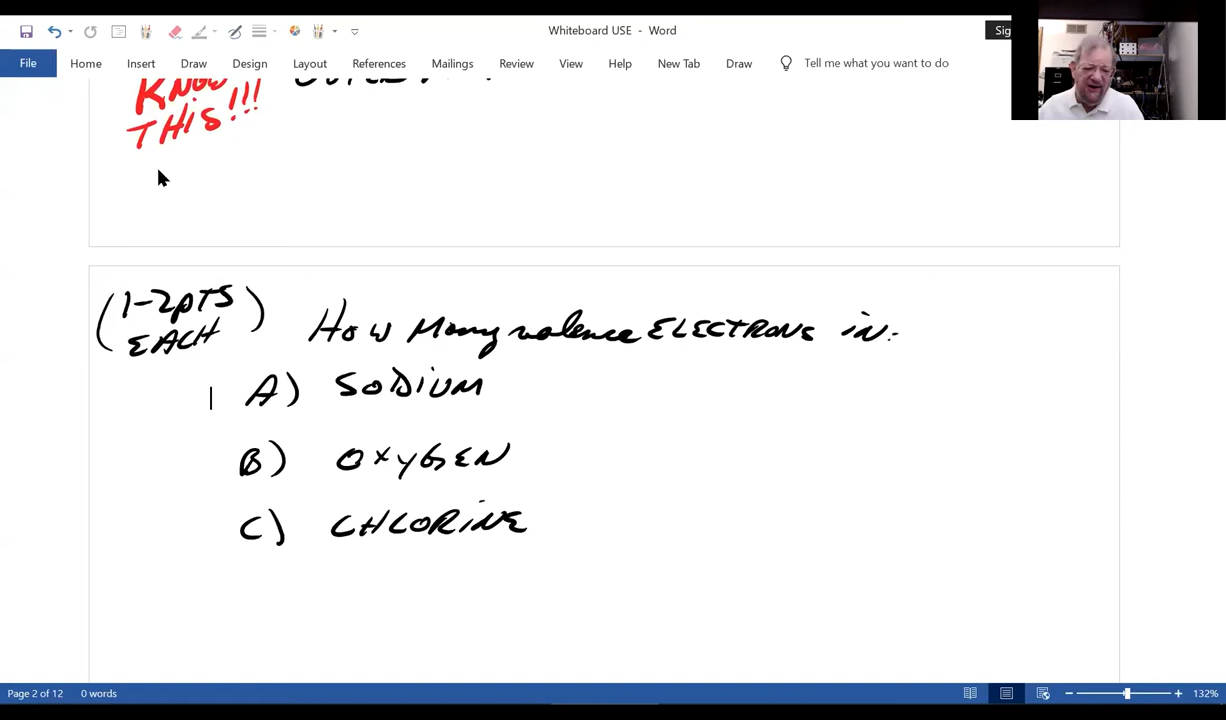 Whiteboard USE - Word
Sig
File Home Insert Draw Design Layout References Mailings Review View Help New Tab Draw Tell me what you want to do
KNOW
THIS!!!
(1-2pTS
EACH)
How Many valence ELECTRONS in:
A) SODIUM
B) OXyGEN
C) CHLORINE
Page 2 of 12 0 words 132%